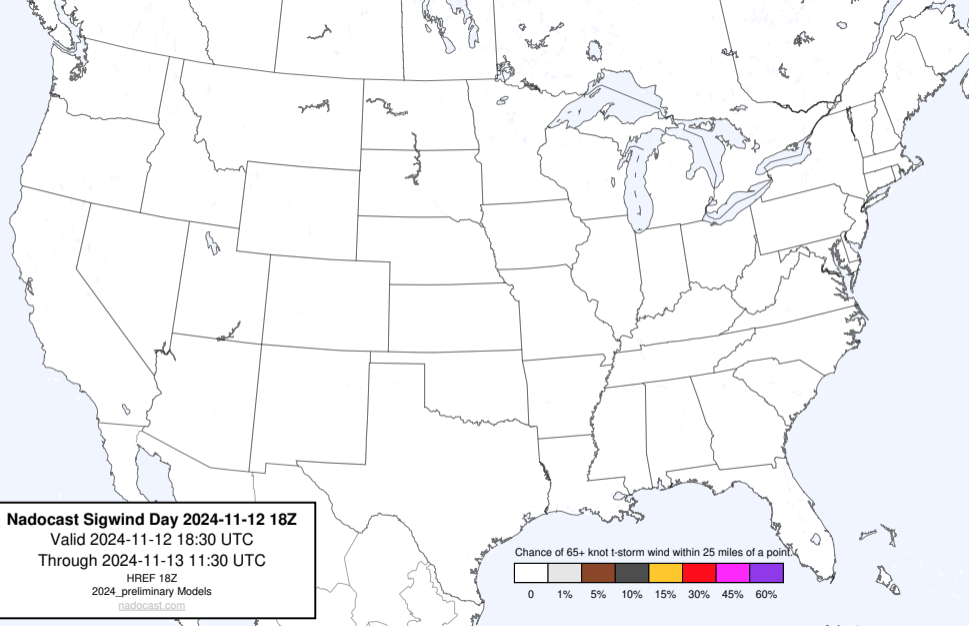 Nadocast Sigwind Day 2024-11-12 18Z
Valid 2024-11-12 18:30 UTC
Through 2024-11-13 11:30 UTC
HREF 18Z
2024_preliminary Models
nadocast.com
Chance of 65+ knot t-storm wind within 25 miles of a point.
0 1% 5% 10% 15% 30% 45% 60%